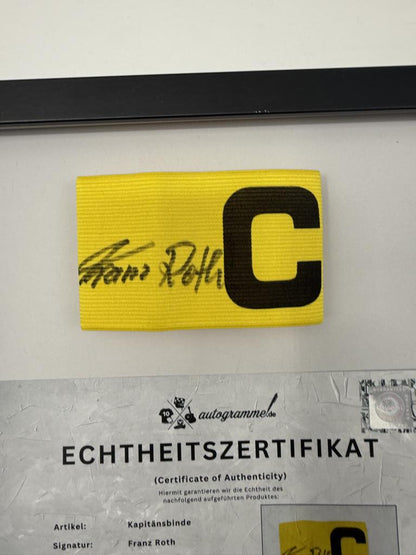 Franz Roth C
10
autogramme.de
ECHTHEITSZERTIFIKAT
(Certificate of Authenticity)
Hiermit garantieren wir die Echtheit des
nachfolgend aufgeführten Produktes:
Artikel: Kapitänsbinde
Signatur: Franz Roth